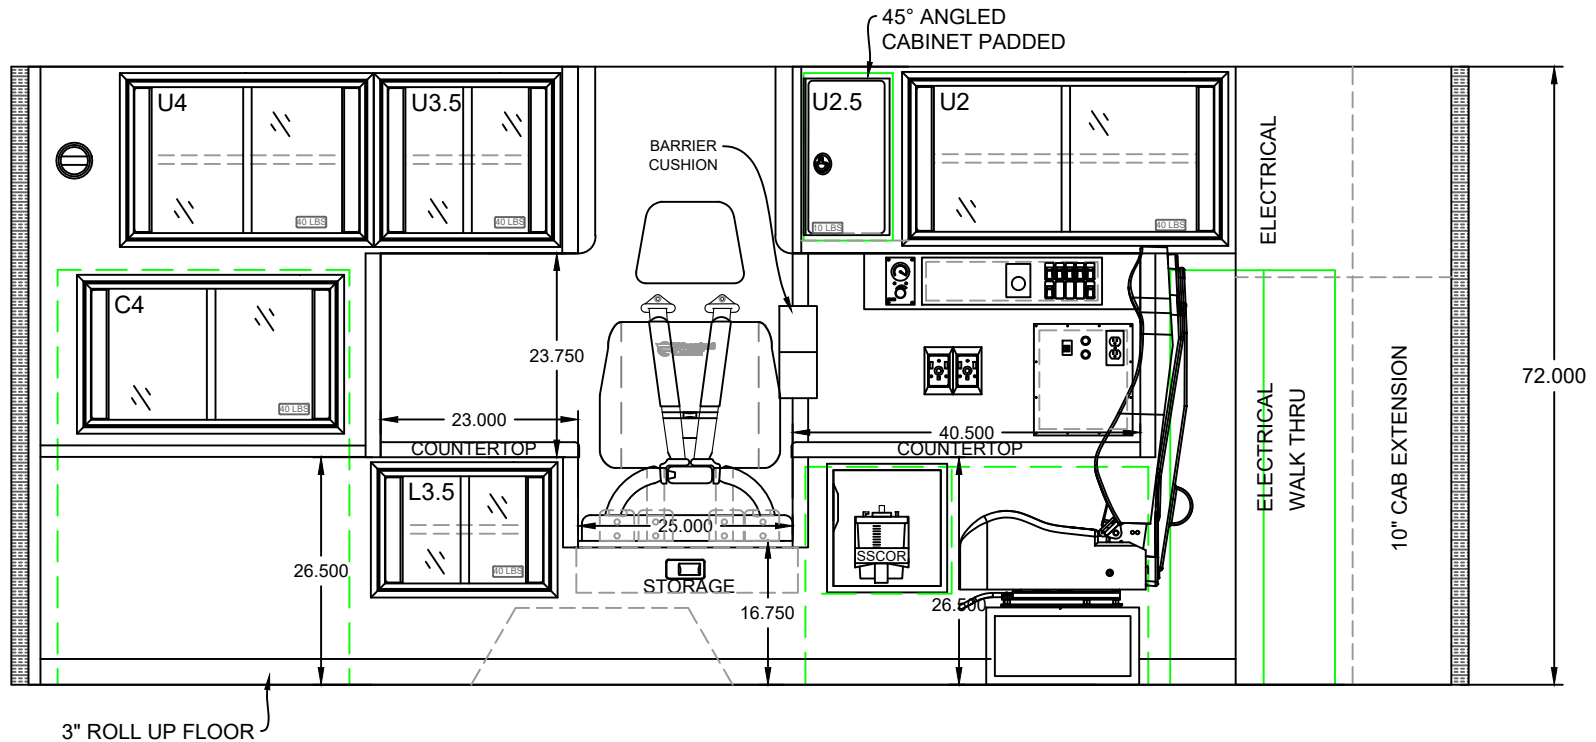 45° ANGLED
CABINET PADDED
U4
U3.5
U2.5
U2
BARRIER
CUSHION
40 LBS
40 LBS
10 LBS
40 LBS
ELECTRICAL
C4
40 LBS
23.750
23.000
COUNTERTOP
40.500
COUNTERTOP
72.000
ELECTRICAL
WALK THRU
10" CAB EXTENSION
L3.5
40 LBS
25.000
SSCOR
26.500
STORAGE
16.750
26.500
3" ROLL UP FLOOR